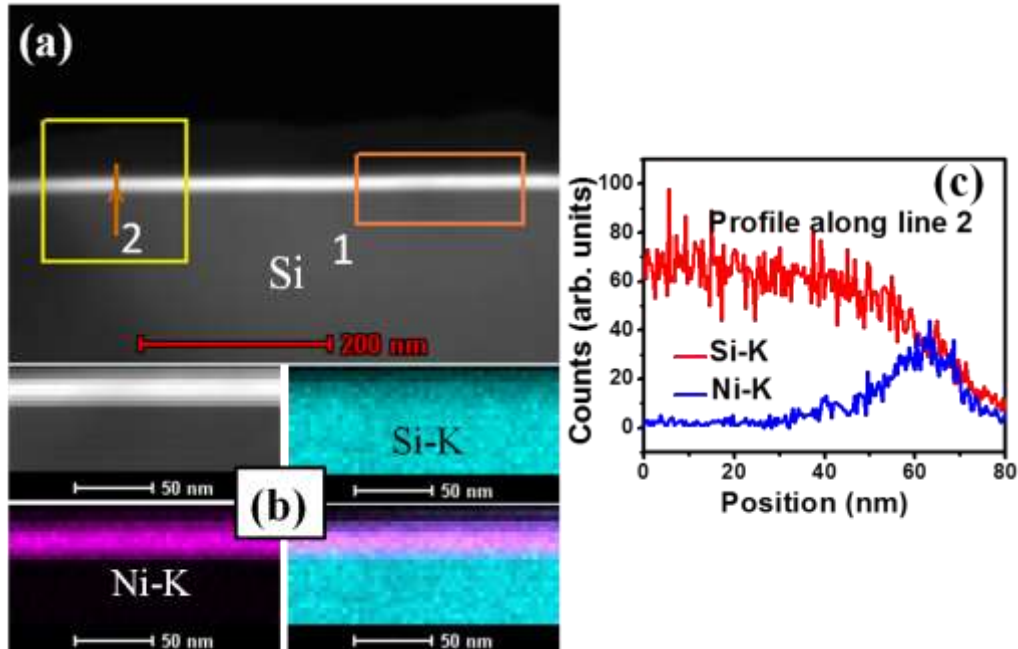 (a)
2
1
Si
200 nm
50 nm
Si-K
50 nm
(b)
Ni-K
50 nm
50 nm
(c)
Profile along line 2
Counts (arb. units)
100
80
60
40
20
0
Si-K
Ni-K
0 20 40 60 80
Position (nm)